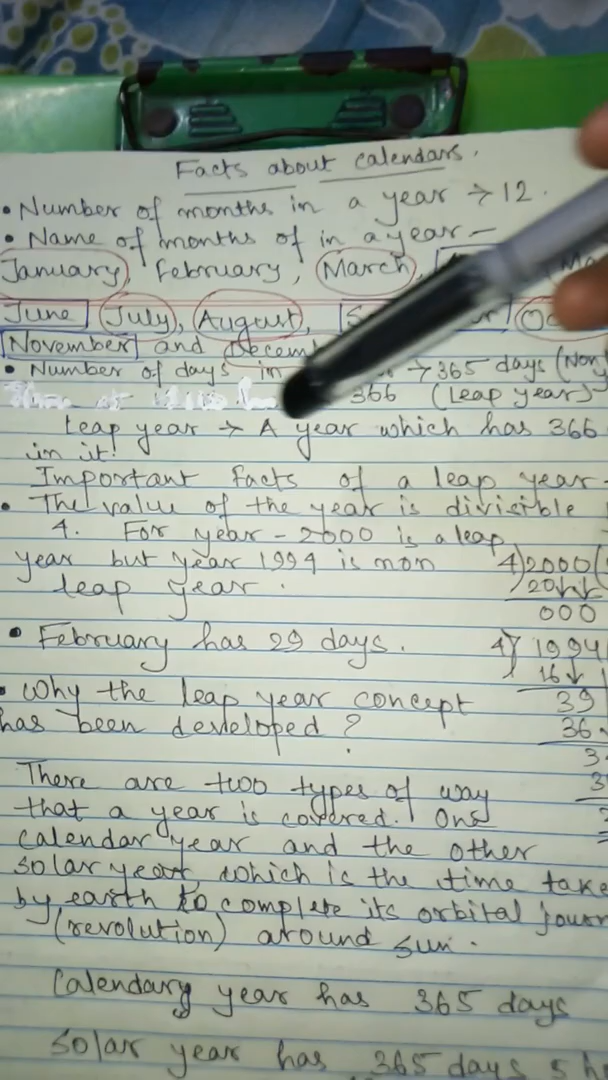 Facts about calendars.
• Number of months in a year → 12.
• Name of months of in a year –
January, February, March,
June, July, August,
November and
• Number of days in → 365 days (Non
366 (Leap year)
Leap year → A year which has 366
in it!
Important facts of a leap year -
• The value of the year is divisible
4. For year - 2000 is a leap
year but year 1994 is non 4)2000(
leap year. 20↓↓
000
• February has 29 days. 4) 1994
16↓
• Why the leap year concept 39
has been developed? 36
3
There are two types of way 3
that a year is covered. One
calendar year and the other
solar year, which is the time take
by earth to complete its orbital journ
(revolution) around sun.
Calendary year has 365 days
Solar year has 365 days 5 h